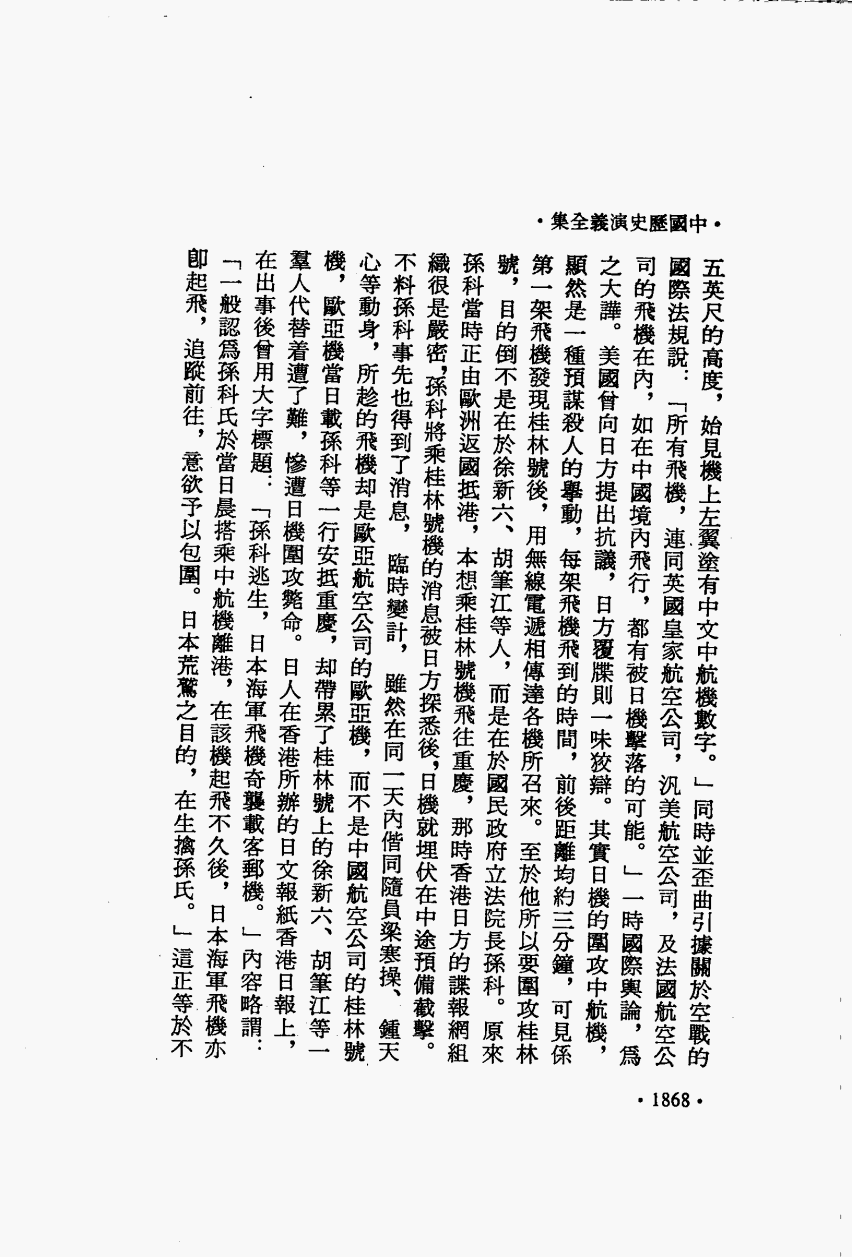 •中國歷史演義全集•
五英尺的高度，始見機上左翼塗有中文中航機數字。」同時並歪曲引據關於空戰的
國際法規說：「所有飛機，連同英國皇家航空公司，汎美航空公司，及法國航空公
司的飛機在內，如在中國境內飛行，都有被日機擊落的可能。」一時國際輿論，爲
之大譁。美國曾向日方提出抗議，日方覆牒則一味狡辯。其實日機的圍攻中航機，
顯然是一種預謀殺人的舉動，每架飛機飛到的時間，前後距離均約三分鐘，可見係
第一架飛機發現桂林號後，用無線電遞相傳達各機所召來。至於他所以要圍攻桂林
號，目的倒不是在於徐新六、胡筆江等人，而是在於國民政府立法院長孫科。原來
孫科當時正由歐洲返國抵港，本想乘桂林號機飛往重慶，那時香港日方的諜報網組
織很是嚴密，孫科將乘桂林號機的消息被日方探悉後，日機就埋伏在中途預備截擊。
不料孫科事先也得到了消息，臨時變計，雖然在同一天內偕同隨員梁寒操、鍾天
心等動身，所趁的飛機却是歐亞航空公司的歐亞機，而不是中國航空公司的桂林號
機，歐亞機當日載孫科等一行安抵重慶，却帶累了桂林號上的徐新六、胡筆江等一
羣人代替着遭了難，慘遭日機圍攻斃命。日人在香港所辦的日文報紙香港日報上，
在出事後曾用大字標題：「孫科逃生，日本海軍飛機奇襲載客郵機。」內容略謂：
「一般認爲孫科氏於當日晨搭乘中航機離港，在該機起飛不久後，日本海軍飛機亦
卽起飛，追蹤前往，意欲予以包圍。日本荒鷲之目的，在生擒孫氏。」這正等於不
•1868•